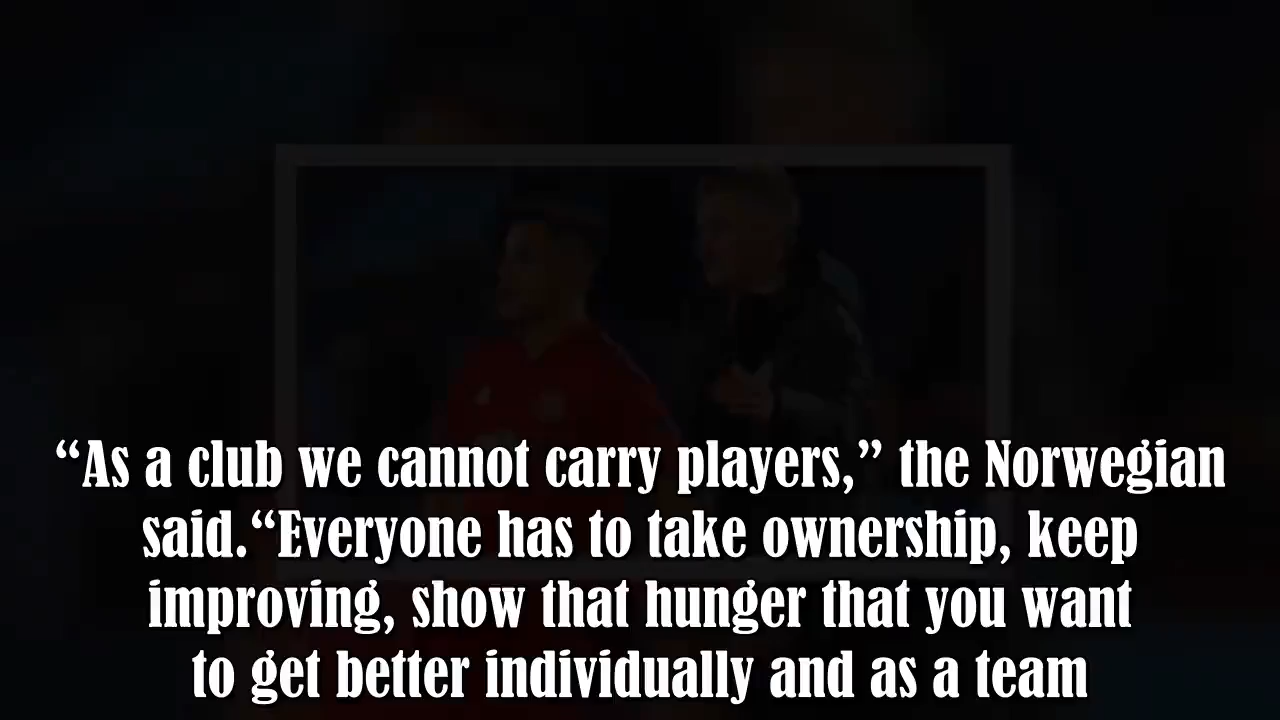 “As a club we cannot carry players,” the Norwegian
said.“Everyone has to take ownership, keep
improving, show that hunger that you want
to get better individually and as a team